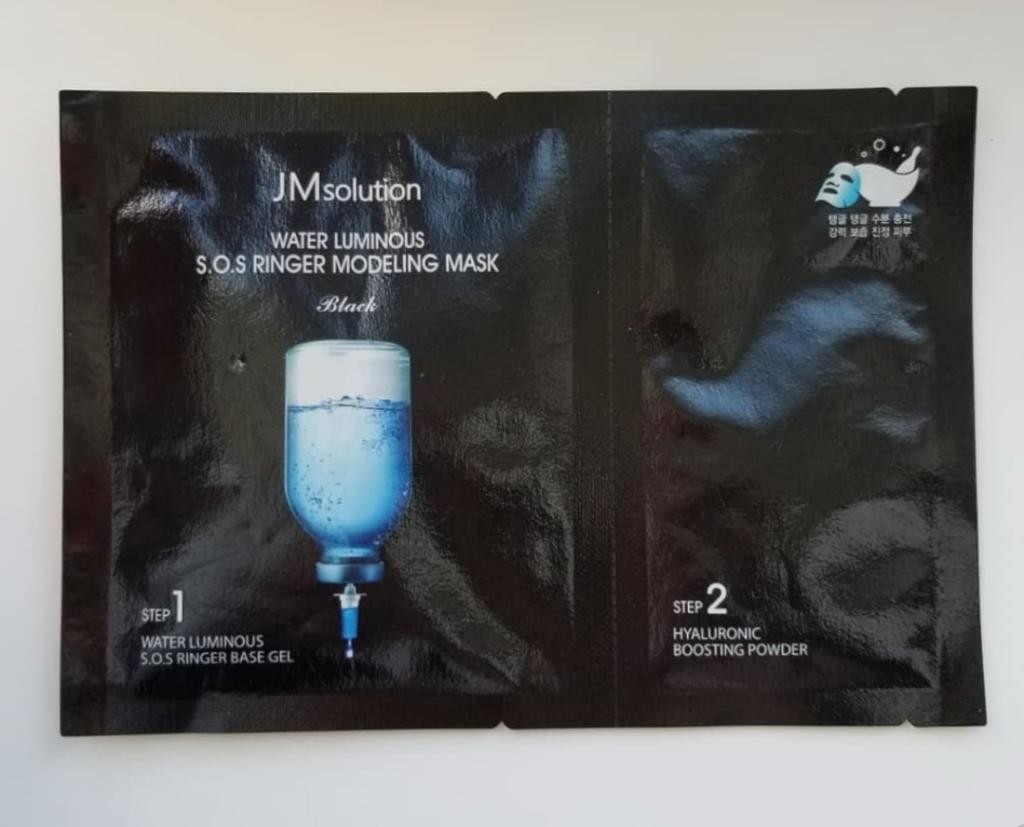 JMsolution
WATER LUMINOUS
S.O.S RINGER MODELING MASK
Black
STEP 1
WATER LUMINOUS
S.O.S RINGER BASE GEL
탱글 탱글 수분 충전
강력 보습 진정 피부
STEP 2
HYALURONIC
BOOSTING POWDER